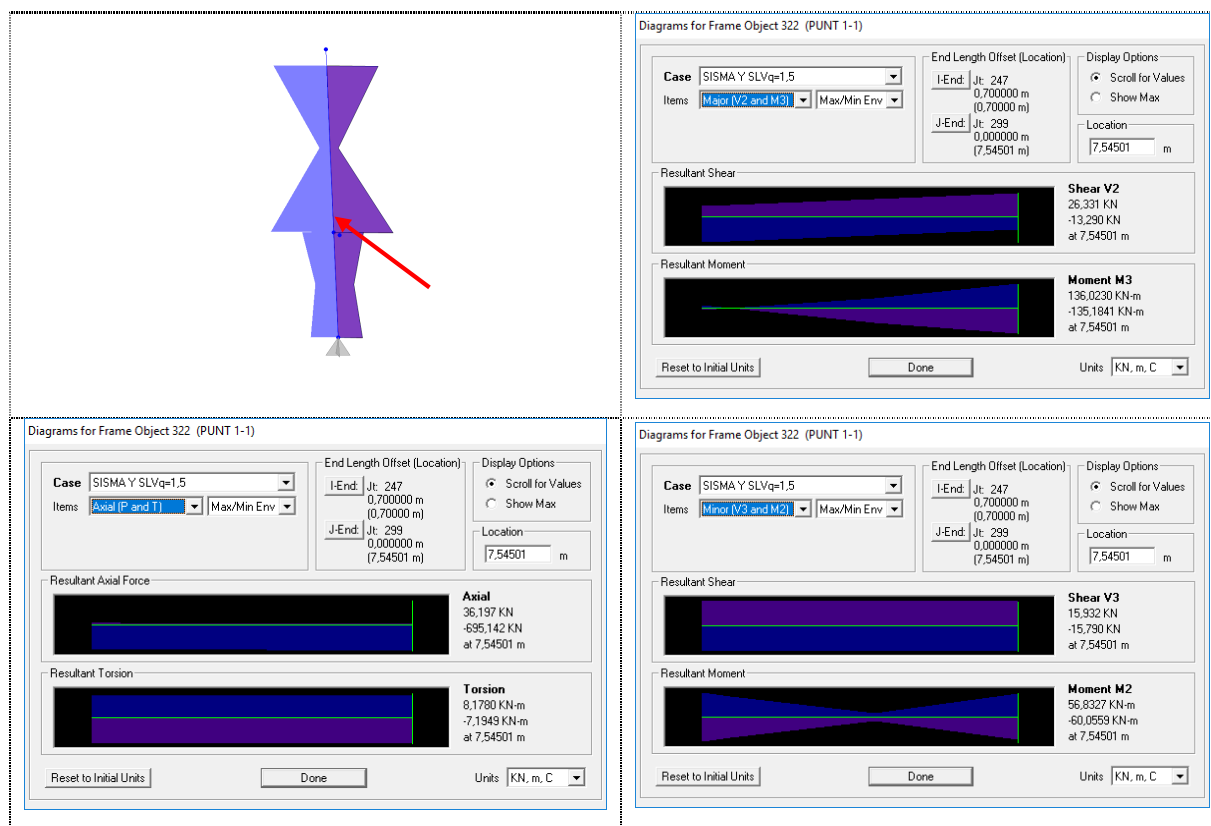 Diagrams for Frame Object 322 (PUNT 1-1)
Case SISMA Y SLVq=1,5
Items Major (V2 and M3) Max/Min Env
End Length Offset (Location)
I-End: Jt: 247
0,700000 m
(0,70000 m)
J-End: Jt: 299
0,000000 m
(7,54501 m)
Display Options
Scroll for Values
Show Max
Location
7,54501 m
Resultant Shear
Shear V2
26,331 KN
-13,290 KN
at 7,54501 m
Resultant Moment
Moment M3
136,0230 KN-m
-135,1841 KN-m
at 7,54501 m
Reset to Initial Units Done Units KN, m, C
Diagrams for Frame Object 322 (PUNT 1-1)
Case SISMA Y SLVq=1,5
Items Axial (P and T) Max/Min Env
End Length Offset (Location)
I-End: Jt: 247
0,700000 m
(0,70000 m)
J-End: Jt: 299
0,000000 m
(7,54501 m)
Display Options
Scroll for Values
Show Max
Location
7,54501 m
Resultant Axial Force
Axial
36,197 KN
-695,142 KN
at 7,54501 m
Resultant Torsion
Torsion
8,1780 KN-m
-7,1949 KN-m
at 7,54501 m
Reset to Initial Units Done Units KN, m, C
Diagrams for Frame Object 322 (PUNT 1-1)
Case SISMA Y SLVq=1,5
Items Minor (V3 and M2) Max/Min Env
End Length Offset (Location)
I-End: Jt: 247
0,700000 m
(0,70000 m)
J-End: Jt: 299
0,000000 m
(7,54501 m)
Display Options
Scroll for Values
Show Max
Location
7,54501 m
Resultant Shear
Shear V3
15,932 KN
-15,790 KN
at 7,54501 m
Resultant Moment
Moment M2
56,8327 KN-m
-60,0559 KN-m
at 7,54501 m
Reset to Initial Units Done Units KN, m, C